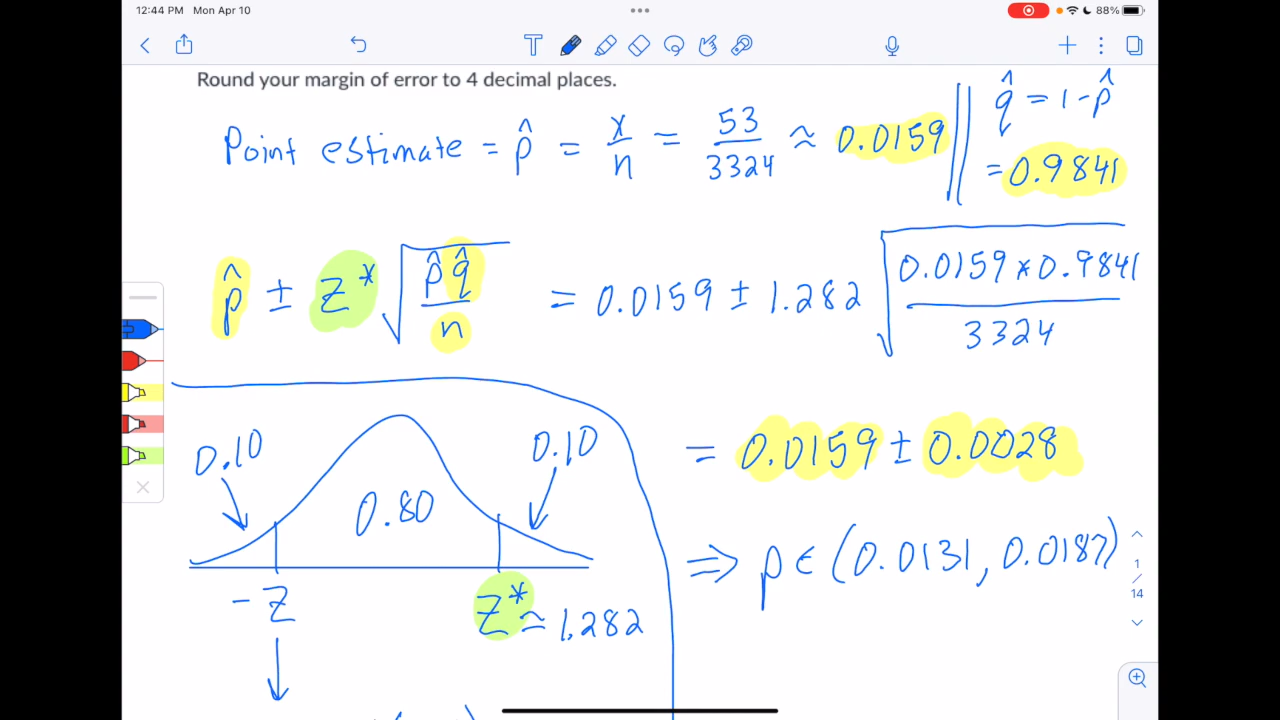 12:44 PM Mon Apr 10
88%
T
Round your margin of error to 4 decimal places.
Point estimate = p̂ = x/n = 53/3324 ≈ 0.0159 || q̂ = 1 - p̂
= 0.9841
p̂ ± z* √(p̂ q̂ / n) = 0.0159 ± 1.282 √(0.0159 × 0.9841 / 3324)
= 0.0159 ± 0.0028
0.10 0.80 0.10
⇒ p ∈ (0.0131, 0.0187)
-z z* ≈ 1.282
1
/
14